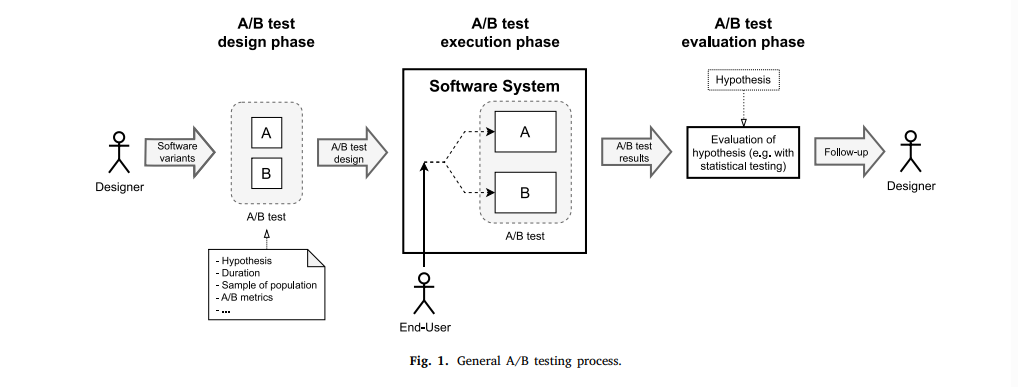 A/B test
design phase
A/B test
execution phase
A/B test
evaluation phase
Designer
Software
variants
A
B
A/B test
- Hypothesis
- Duration
- Sample of population
- A/B metrics
- ...
A/B test
design
Software System
A
B
A/B test
End-User
A/B test
results
Hypothesis
Evaluation of
hypothesis (e.g. with
statistical testing)
Follow-up
Designer
Fig. 1. General A/B testing process.